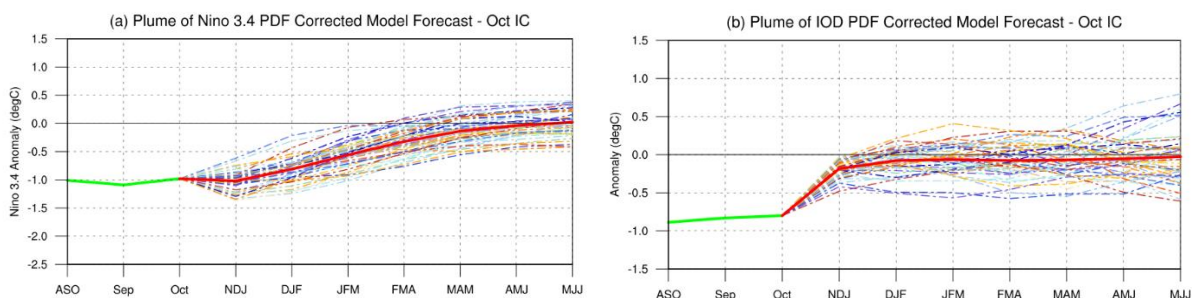 (a) Plume of Nino 3.4 PDF Corrected Model Forecast - Oct IC
Nino 3.4 Anomaly (degC)
1.5
1.0
0.5
0.0
-0.5
-1.0
-1.5
-2.0
-2.5
ASO Sep Oct NDJ DJF JFM FMA MAM AMJ MJJ
(b) Plume of IOD PDF Corrected Model Forecast - Oct IC
Anomaly (degC)
1.5
1.0
0.5
0.0
-0.5
-1.0
-1.5
ASO Sep Oct NDJ DJF JFM FMA MAM AMJ MJJ